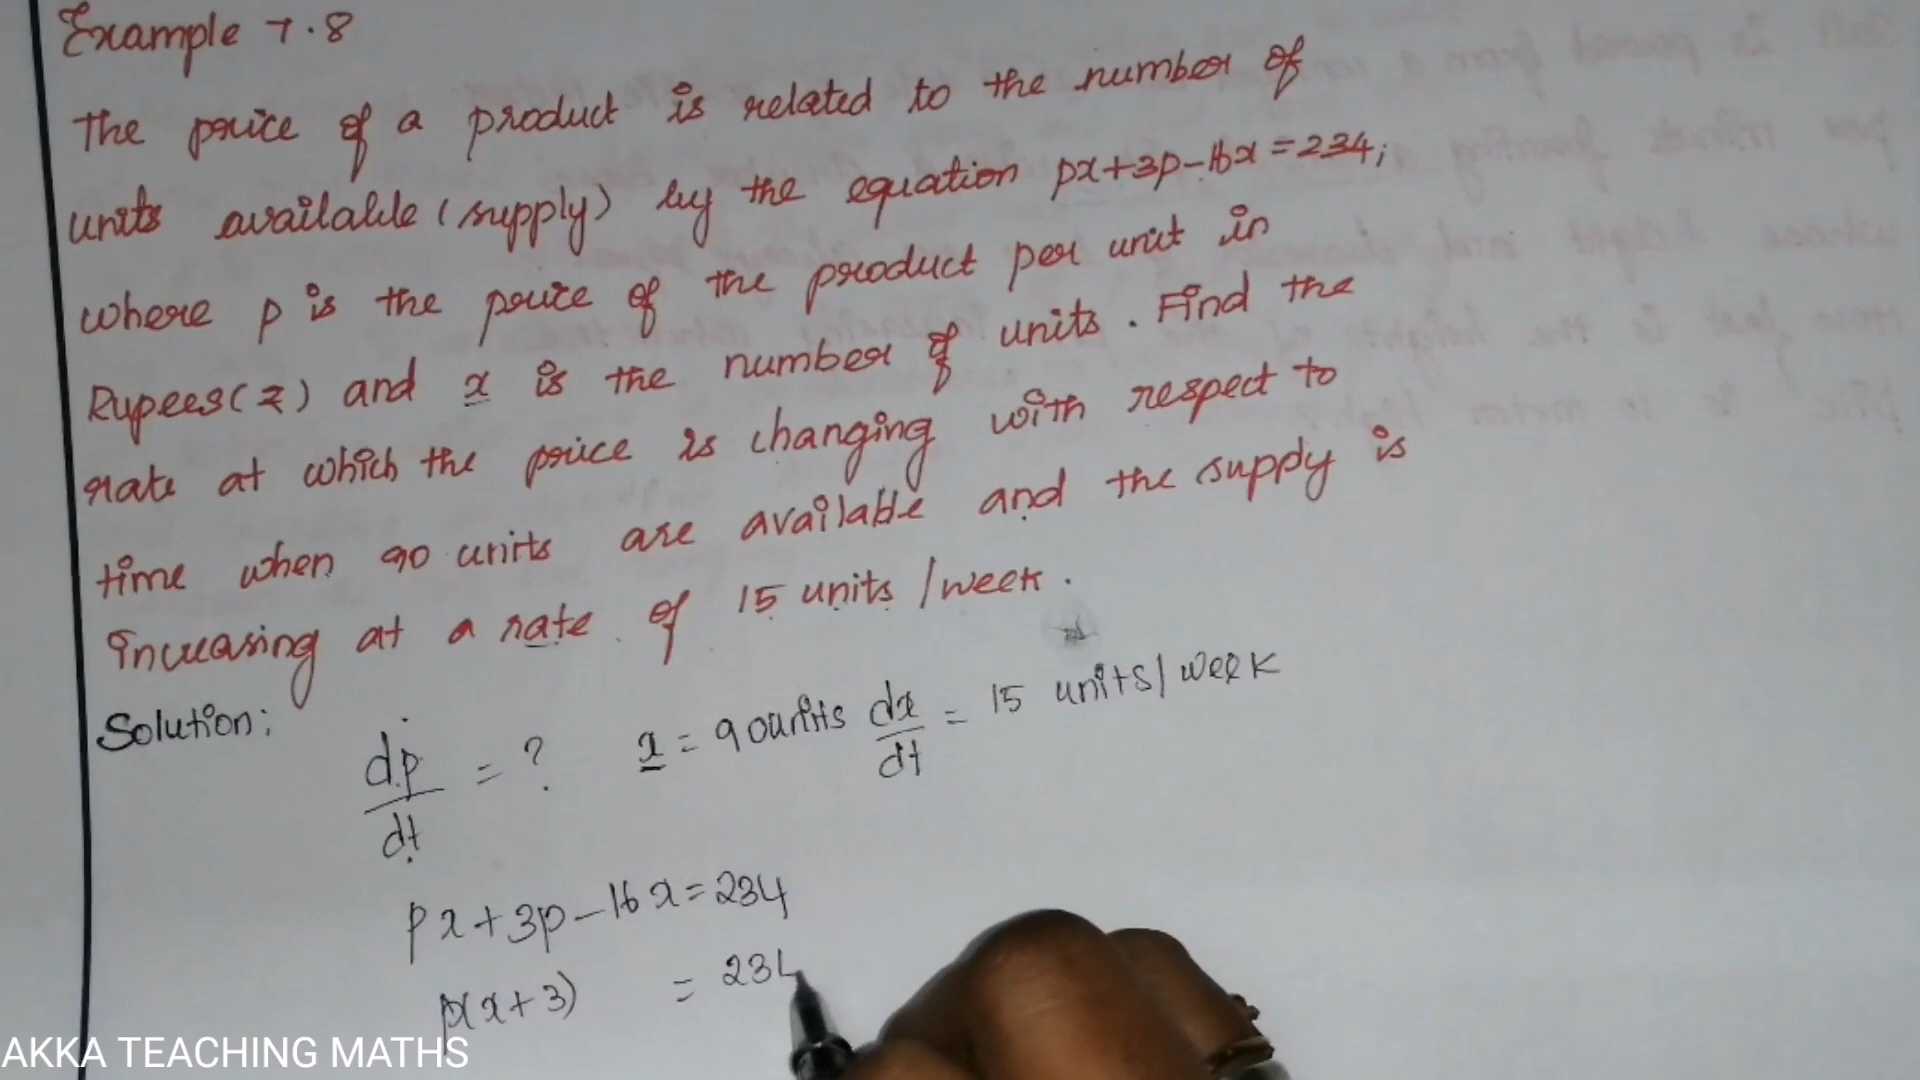 Example 7.8
The price of a product is related to the number of
units available (supply) by the equation px+3p-16x=234;
where p is the price of the product per unit in
Rupees(₹) and x is the number of units. Find the
rate at which the price is changing with respect to
time when 90 units are available and the supply is
increasing at a rate of 15 units/week.
Solution:
dp/dt = ? x = 90units dx/dt = 15 units/week
px+3p-16x=234
p(x+3) = 234
AKKA TEACHING MATHS